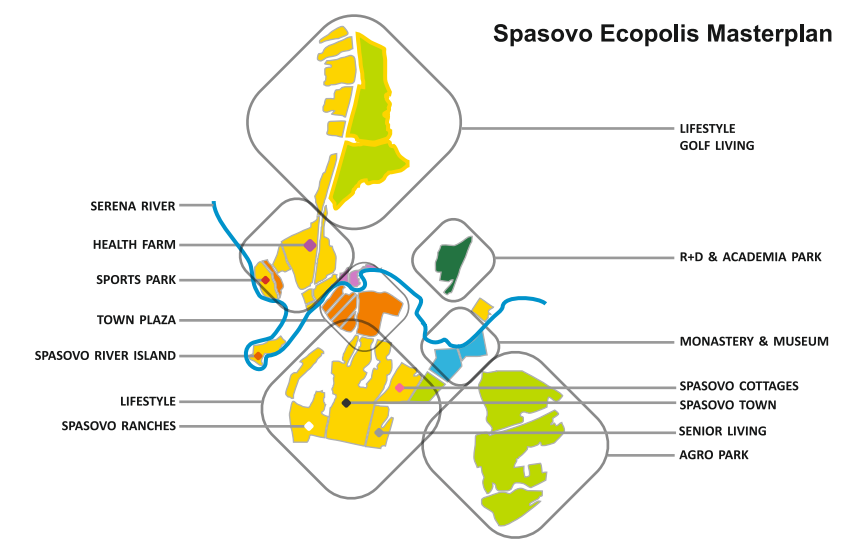 Spasovo Ecopolis Masterplan
LIFESTYLE
GOLF LIVING
SERENA RIVER
HEALTH FARM
SPORTS PARK
TOWN PLAZA
SPASOVO RIVER ISLAND
LIFESTYLE
SPASOVO RANCHES
R+D & ACADEMIA PARK
MONASTERY & MUSEUM
SPASOVO COTTAGES
SPASOVO TOWN
SENIOR LIVING
AGRO PARK